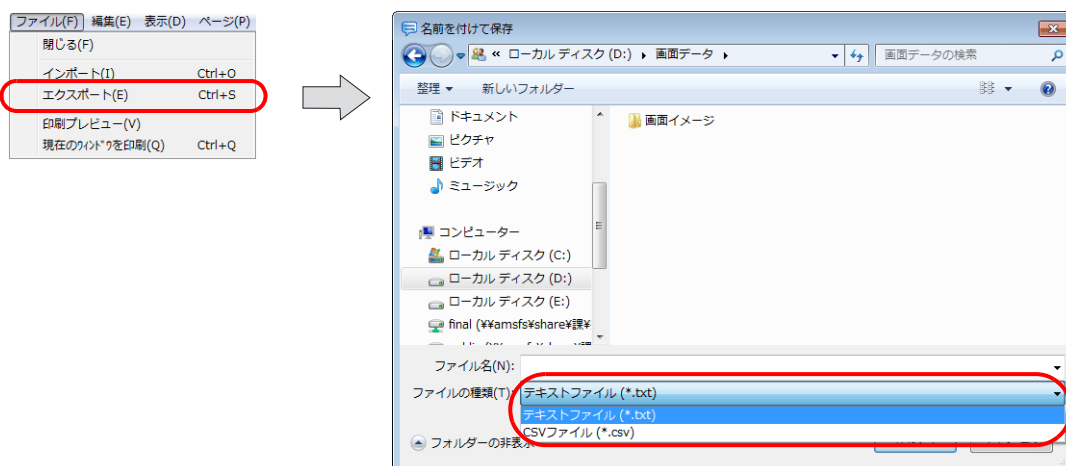 ファイル(F) 編集(E) 表示(D) ページ(P)
閉じる(F)
インポート(I) Ctrl+O
エクスポート(E) Ctrl+S
印刷プレビュー(V)
現在のｳｨﾝﾄﾞｳを印刷(Q) Ctrl+Q
名前を付けて保存
« ローカル ディスク (D:) 画面データ
画面データの検索
整理 新しいフォルダー
ドキュメント
ピクチャ
ビデオ
ミュージック
コンピューター
ローカル ディスク (C:)
ローカル ディスク (D:)
ローカル ディスク (E:)
final (¥¥amsfs¥share¥課¥
画面イメージ
ファイル名(N):
ファイルの種類(T): テキストファイル (*.txt)
テキストファイル (*.txt)
CSVファイル (*.csv)
フォルダーの非表示